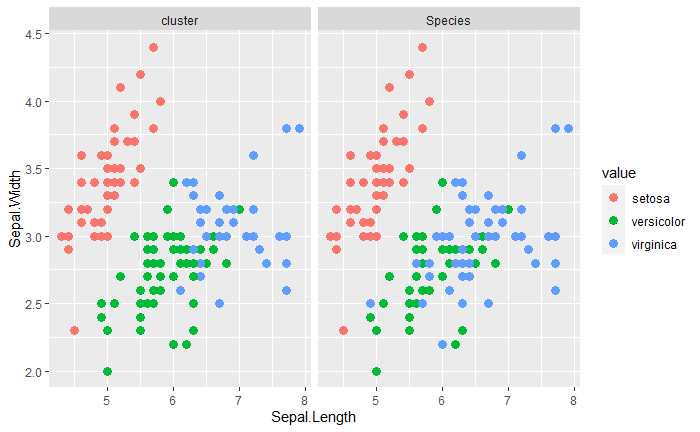 cluster Species
4.5
4.0
3.5
3.0
2.5
2.0
Sepal.Width
5 6 7 8 5 6 7 8
Sepal.Length
value
setosa
versicolor
virginica